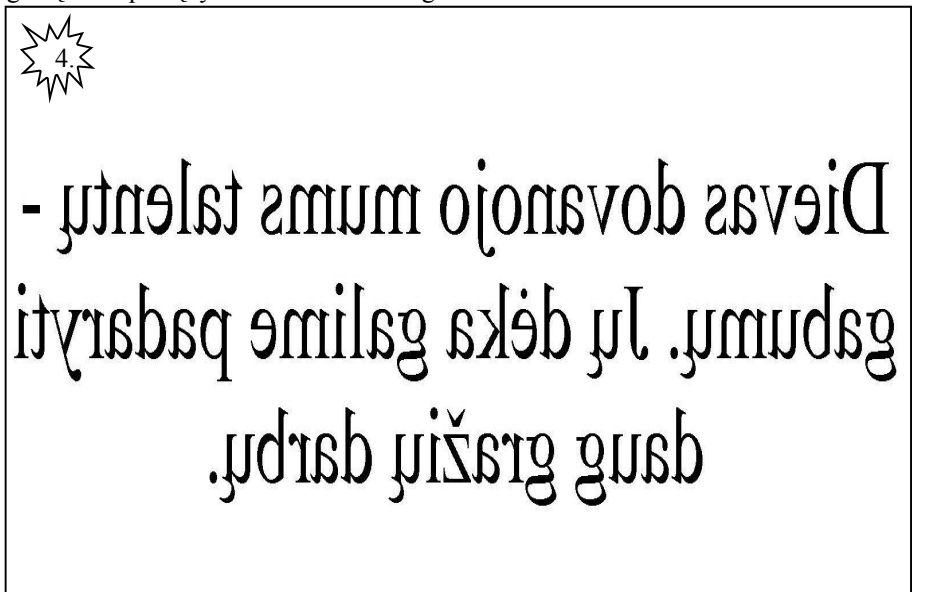 4.
Dievas dovanojo mums talentų -
gabumų. Jų dėka galime padaryti
daug gražių darbų.